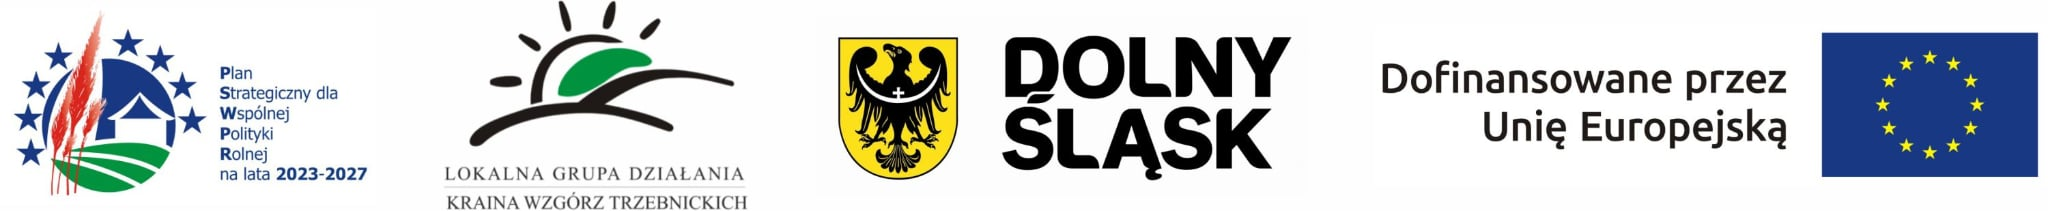 Plan
Strategiczny dla
Wspólnej
Polityki
Rolnej
na lata 2023-2027
LOKALNA GRUPA DZIAŁANIA
KRAINA WZGÓRZ TRZEBNICKICH
DOLNY
ŚLĄSK
Dofinansowane przez
Unię Europejską